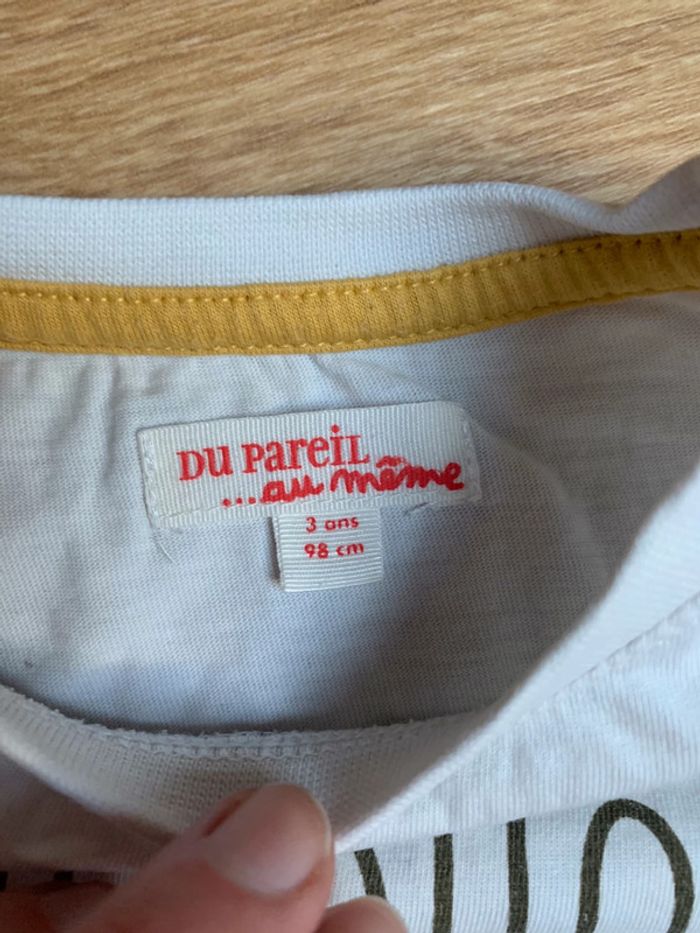 Du PareiL
...au même
3 ans
98 cm